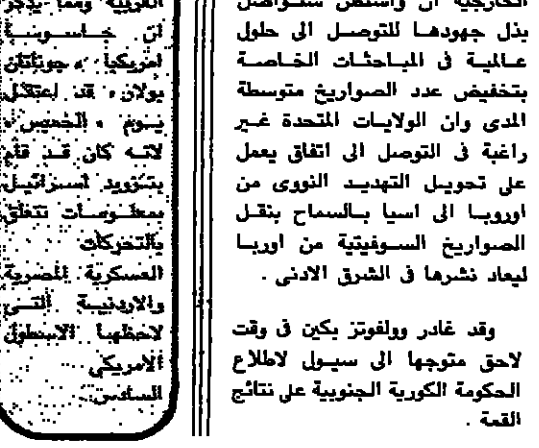 الخارجية ان واشنطن ستواصل
بذل جهودها للتوصل الى حلول
عالمية فى المباحثات الخاصة
بتخفيض عدد الصواريخ متوسطة
المدى وان الولايات المتحدة غير
راغبة فى التوصل الى اتفاق يعمل
على تحويل التهديد النووى من
اوروبا الى اسيا بالسماح بنقل
الصواريخ السوفيتية من اوربا
ليعاد نشرها فى الشرق الادنى .
وقد غادر وولفوتز بكين فى وقت
لاحق متوجها الى سيول لاطلاع
الحكومة الكورية الجنوبية على نتائج
القمة .
الغربية ومما يذكر
ان جاسوسا
امريكيا ، جوناثان
بولارد ، قد اعتقل
يوم « الخميس »
لانه كان قد قام
بتزويد اسرائيل
بمعلومات تتعلق
بالتحركات
العسكرية المصرية
والاردنية التى
لاحظها الاسطول
الامريكى
السادس .